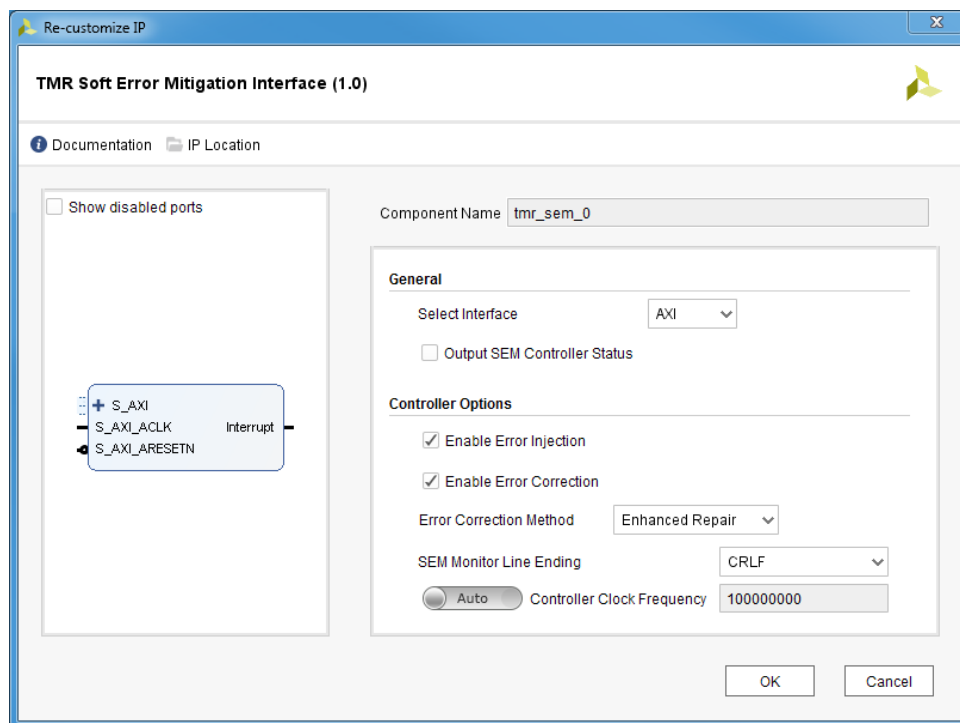 Re-customize IP
TMR Soft Error Mitigation Interface (1.0)
Documentation IP Location
Show disabled ports
S_AXI
S_AXI_ACLK Interrupt
S_AXI_ARESETN
Component Name tmr_sem_0
General
Select Interface AXI
Output SEM Controller Status
Controller Options
Enable Error Injection
Enable Error Correction
Error Correction Method Enhanced Repair
SEM Monitor Line Ending CRLF
Auto Controller Clock Frequency 100000000
OK Cancel